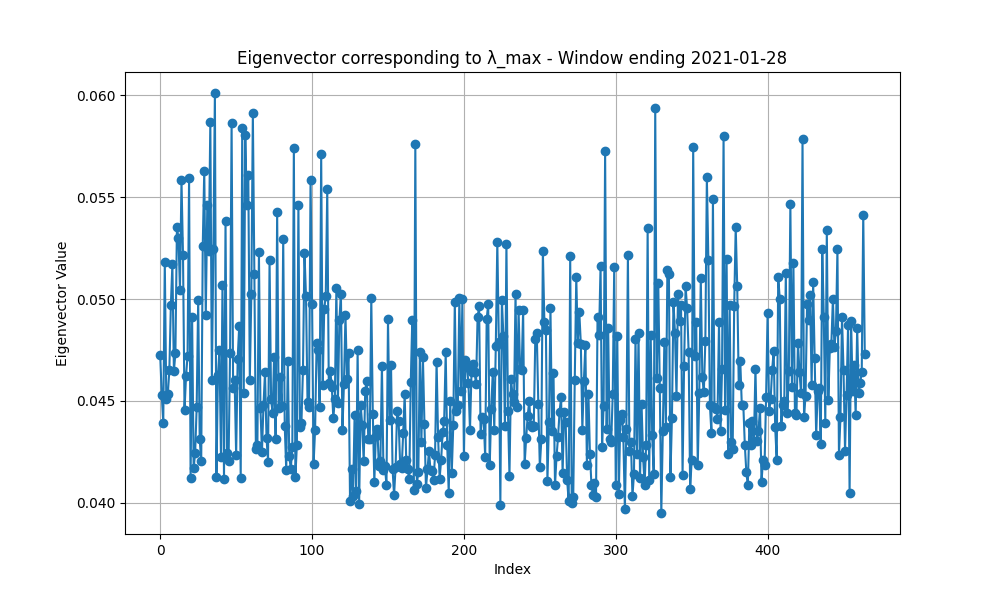 Eigenvector corresponding to λ_max - Window ending 2021-01-28
0.060
0.055
0.050
0.045
0.040
Eigenvector Value
0 100 200 300 400
Index